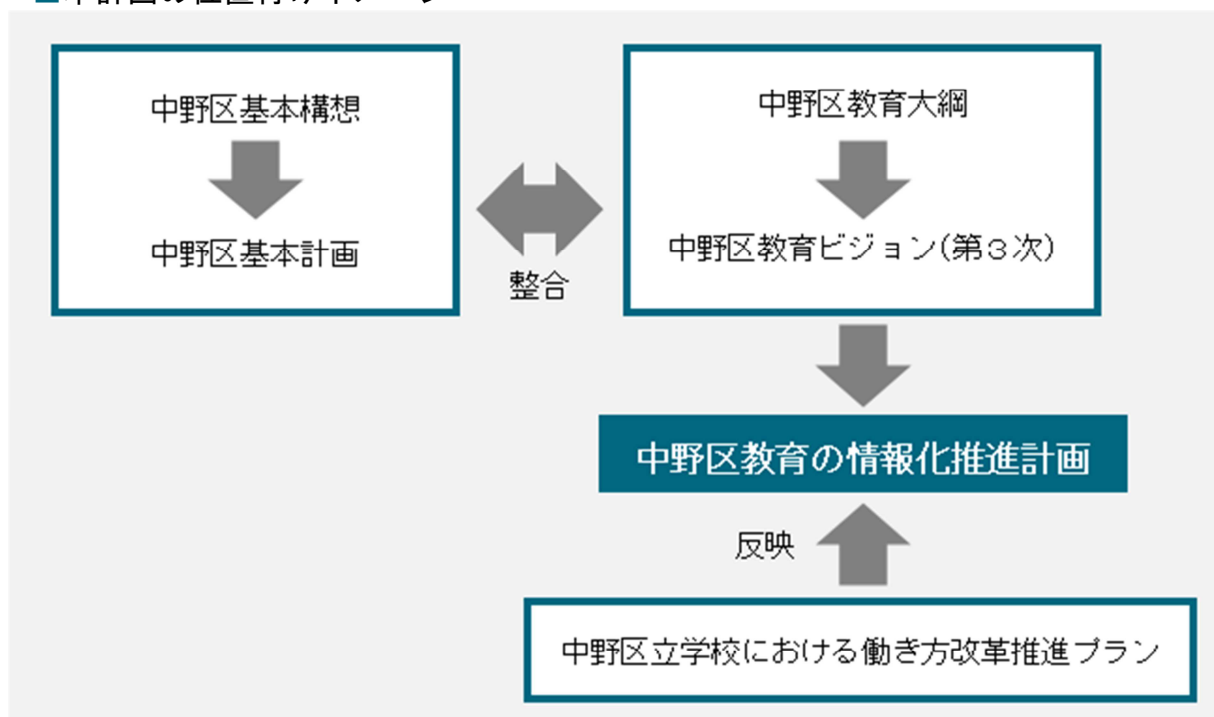 中野区基本構想
中野区基本計画
整合
中野区教育大綱
中野区教育ビジョン(第３次)
中野区教育の情報化推進計画
反映
中野区立学校における働き方改革推進プラン